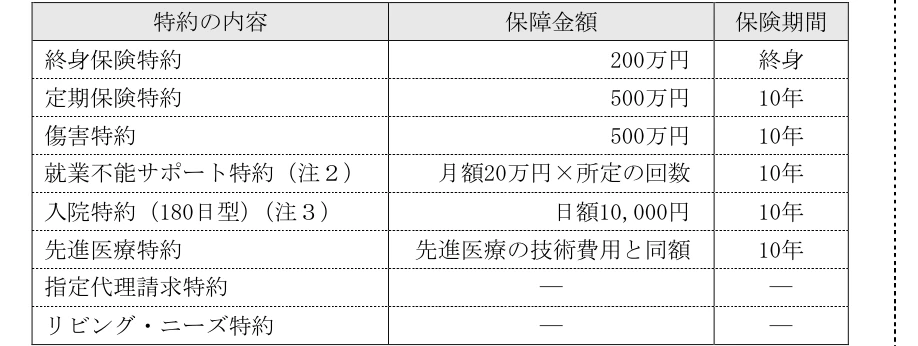 特約の内容 保障金額 保険期間
終身保険特約 200万円 終身
定期保険特約 500万円 10年
傷害特約 500万円 10年
就業不能サポート特約（注２） 月額20万円×所定の回数 10年
入院特約（180日型）（注３） 日額10,000円 10年
先進医療特約 先進医療の技術費用と同額 10年
指定代理請求特約 ― ―
リビング・ニーズ特約 ― ―